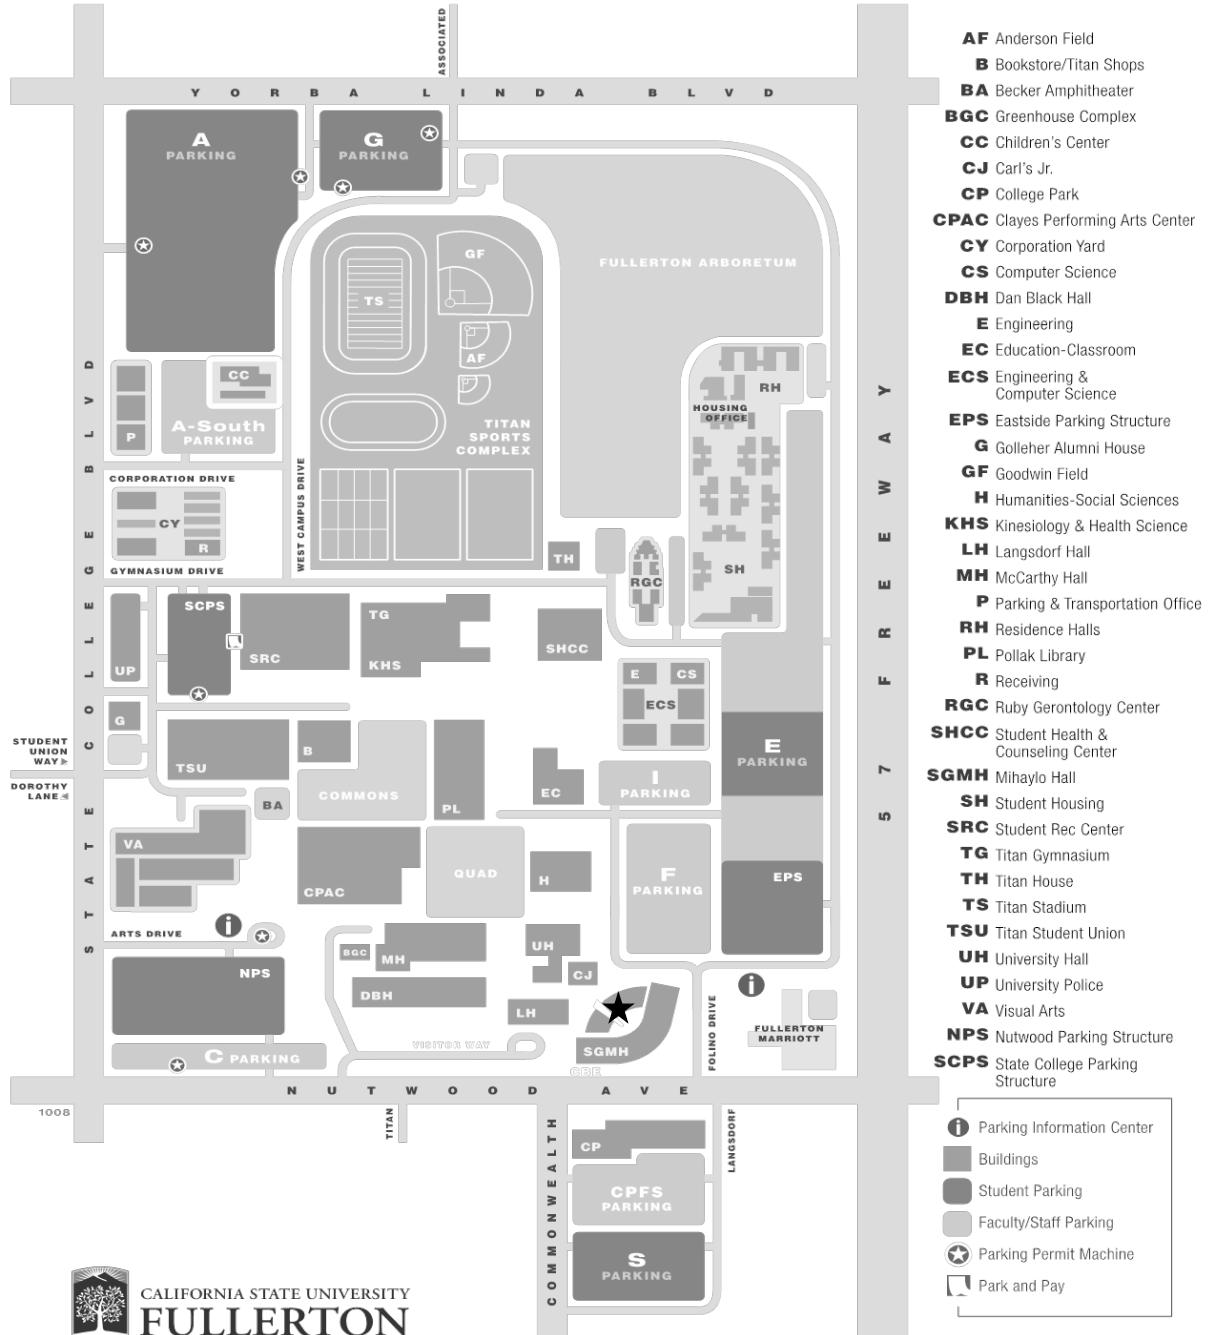 ASSOCIATED
YORBA LINDA BLVD
A
PARKING
G
PARKING
GF
TS
AF
FULLERTON ARBORETUM
CC
P
A-South
PARKING
TITAN
SPORTS
COMPLEX
RH
HOUSING
OFFICE
CORPORATION DRIVE
CY
R
GYMNASIUM DRIVE
WEST CAMPUS DRIVE
STATE COLLEGE BLVD
57 FREEWAY
TH
RGC
SH
SCPS
UP
SRC
TG
KHS
SHCC
E
CS
ECS
G
STUDENT
UNION
WAY
DOROTHY
LANE
TSU
B
COMMONS
PL
EC
I
PARKING
E
PARKING
BA
VA
CPAC
QUAD
H
F
PARKING
EPS
ARTS DRIVE
i
NPS
BGC
MH
DBH
UH
CJ
LH
SGMH
CBE
VISITOR WAY
C PARKING
FOLINO DRIVE
i
FULLERTON
MARRIOTT
NUTWOOD AVE
1008
TITAN
COMMONWEALTH
LANGSDORF
CP
CPFS
PARKING
S
PARKING
CALIFORNIA STATE UNIVERSITY
FULLERTON
AF Anderson Field
B Bookstore/Titan Shops
BA Becker Amphitheater
BGC Greenhouse Complex
CC Children's Center
CJ Carl's Jr.
CP College Park
CPAC Clayes Performing Arts Center
CY Corporation Yard
CS Computer Science
DBH Dan Black Hall
E Engineering
EC Education-Classroom
ECS Engineering &
Computer Science
EPS Eastside Parking Structure
G Golleher Alumni House
GF Goodwin Field
H Humanities-Social Sciences
KHS Kinesiology & Health Science
LH Langsdorf Hall
MH McCarthy Hall
P Parking & Transportation Office
RH Residence Halls
PL Pollak Library
R Receiving
RGC Ruby Gerontology Center
SHCC Student Health &
Counseling Center
SGMH Mihaylo Hall
SH Student Housing
SRC Student Rec Center
TG Titan Gymnasium
TH Titan House
TS Titan Stadium
TSU Titan Student Union
UH University Hall
UP University Police
VA Visual Arts
NPS Nutwood Parking Structure
SCPS State College Parking
Structure
i Parking Information Center
Buildings
Student Parking
Faculty/Staff Parking
Parking Permit Machine
Park and Pay